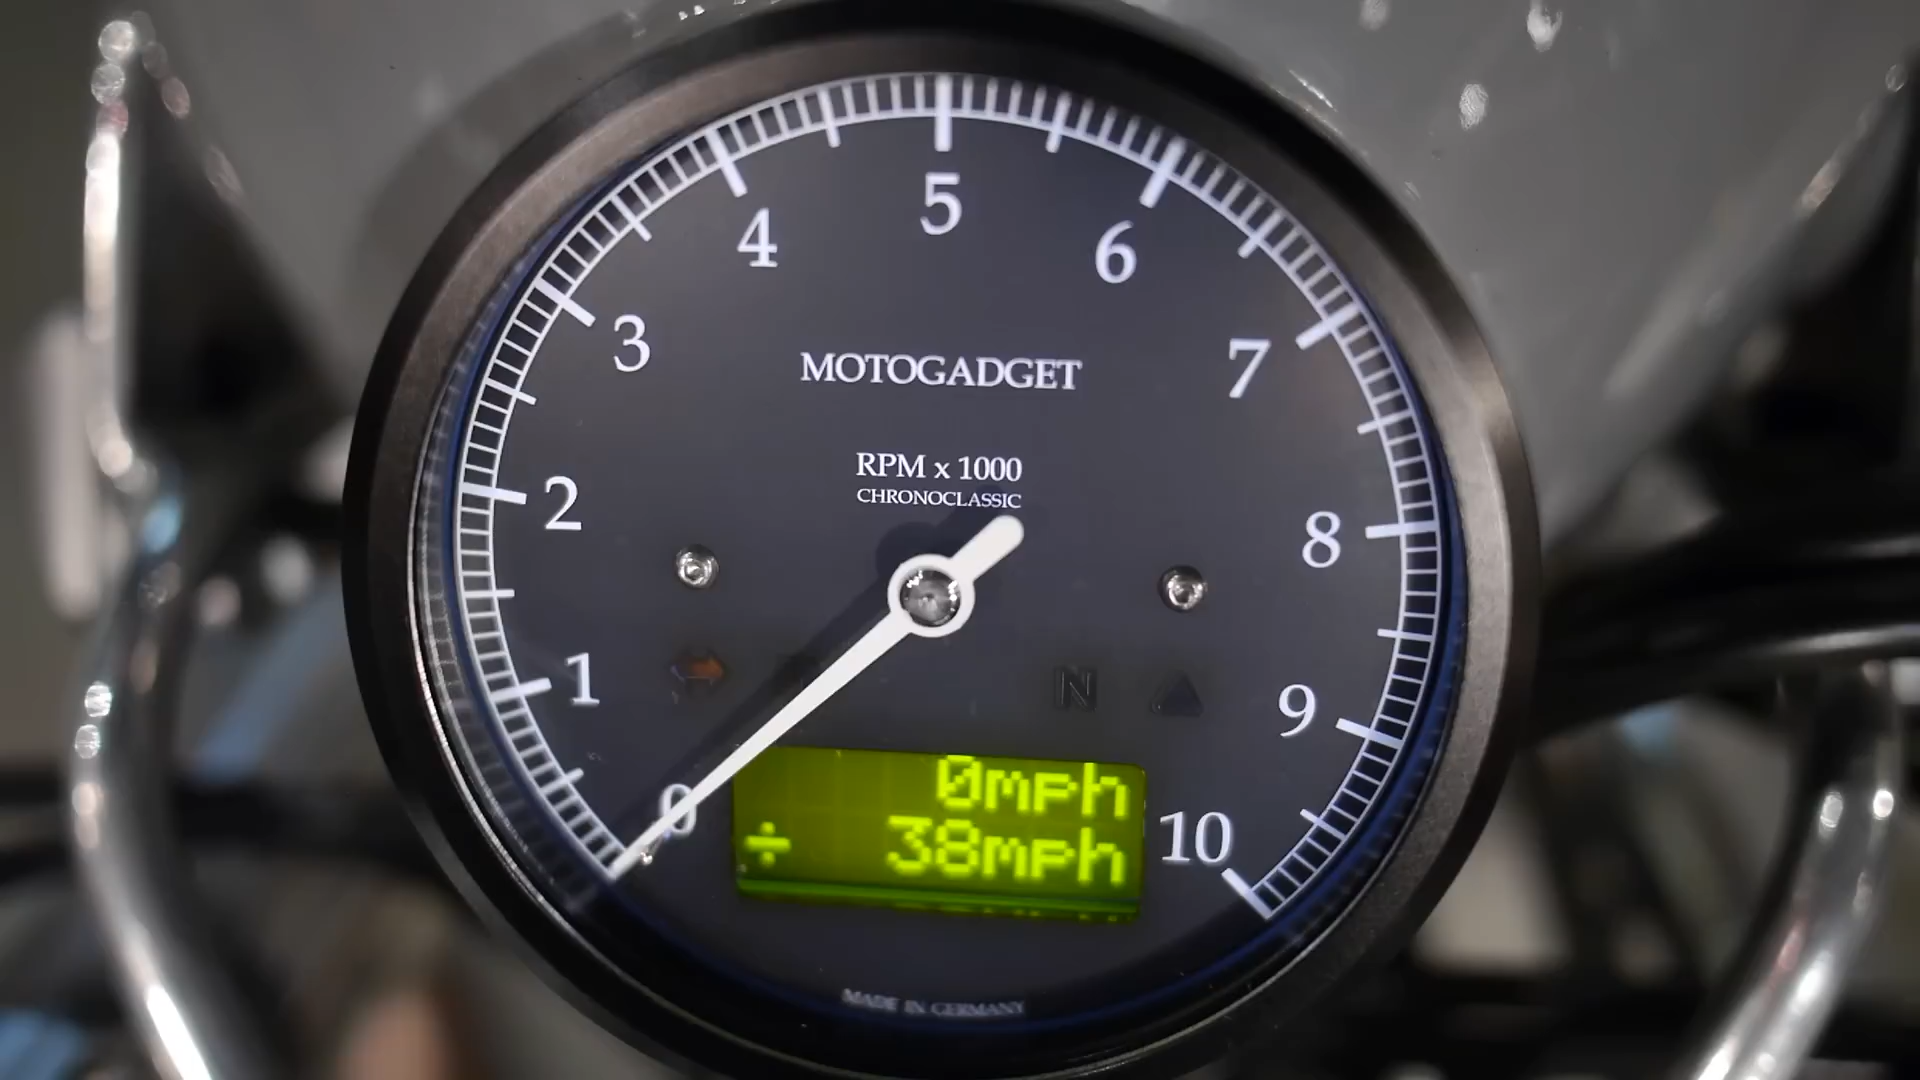 5
4
6
3
7
MOTOGADGET
RPM x 1000
CHRONOCLASSIC
2
8
1
N
9
0
0mph
10
÷ 38mph
MADE IN GERMANY